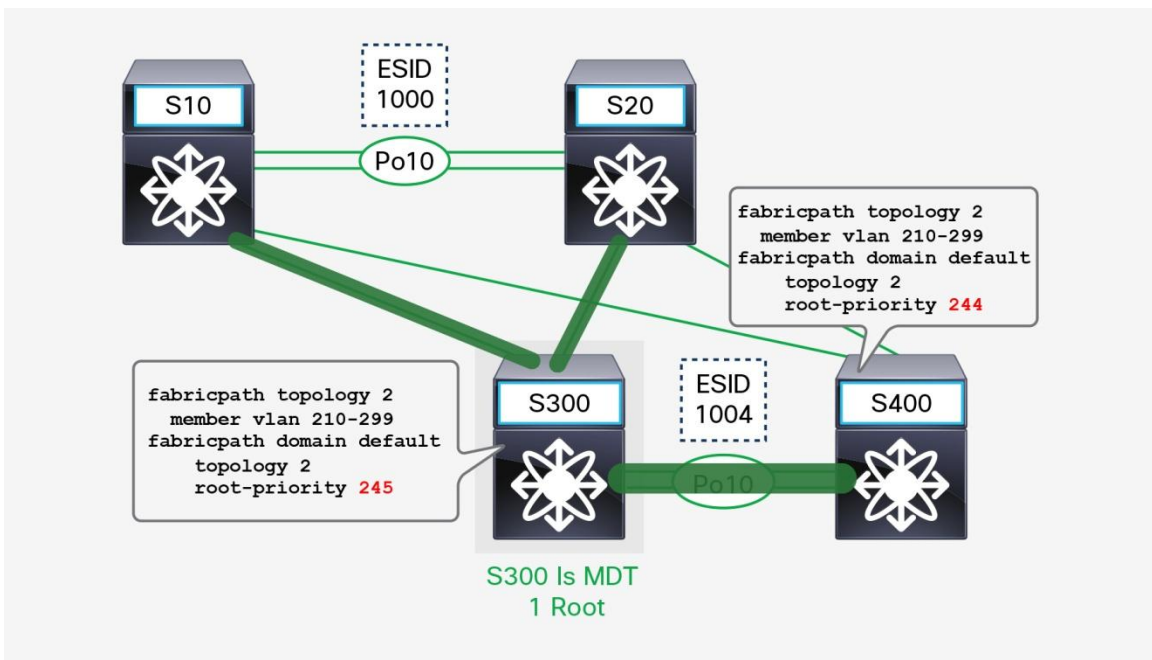 S10
ESID
1000
Po10
S20
fabricpath topology 2
member vlan 210-299
fabricpath domain default
topology 2
root-priority 244
fabricpath topology 2
member vlan 210-299
fabricpath domain default
topology 2
root-priority 245
S300
ESID
1004
Po10
S400
S300 Is MDT
1 Root